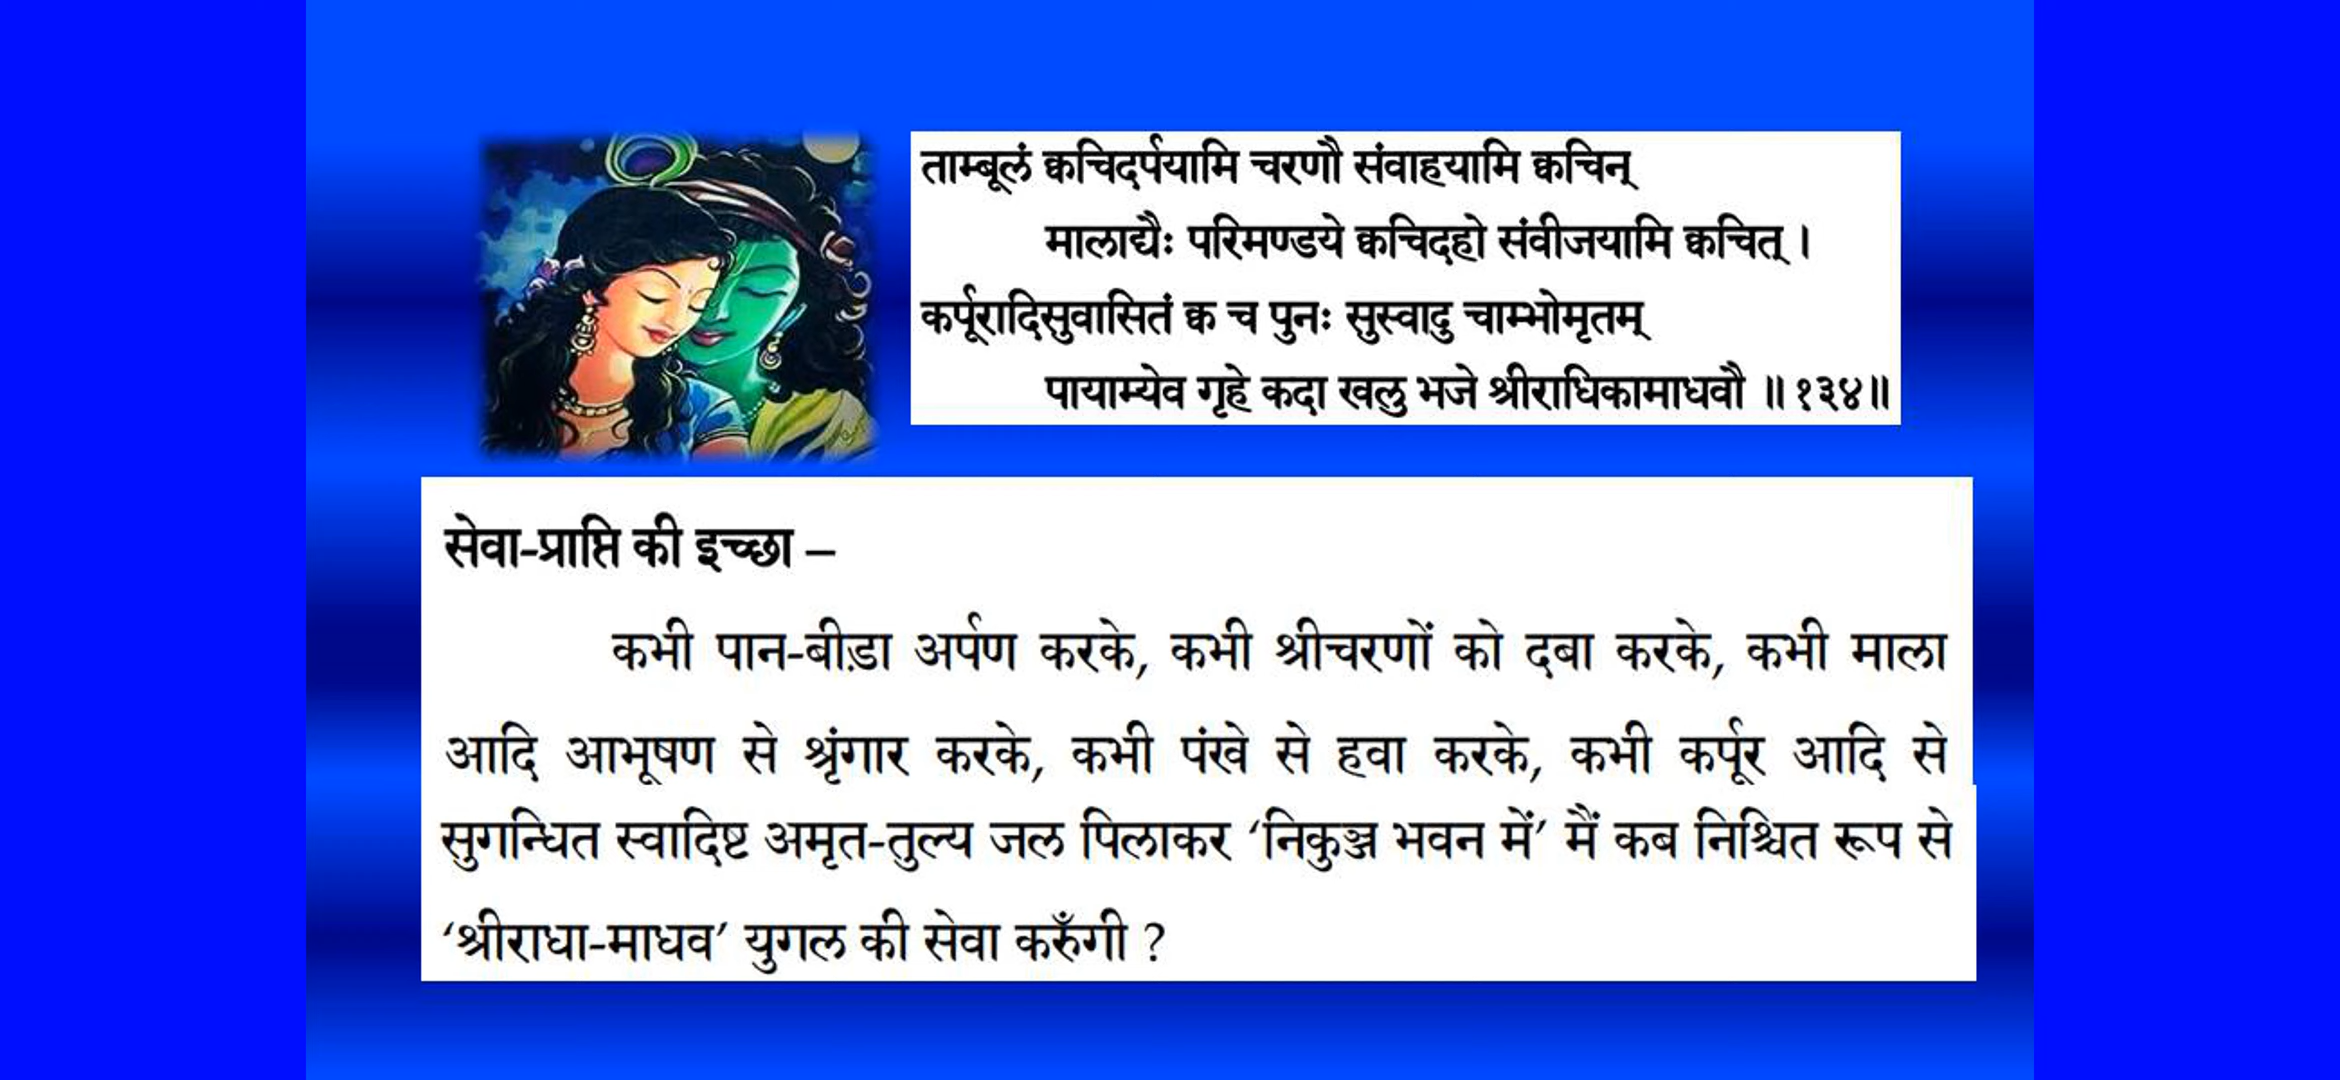 ताम्बूलं क्वचिदर्पयामि चरणौ संवाहयामि क्वचिन्
मालाद्यैः परिमण्डये क्वचिदहो संवीजयामि क्वचित् ।
कर्पूरादिसुवासितं क्व च पुनः सुस्वादु चाम्भोमृतम्
पायाम्येव गृहे कदा खलु भजे श्रीराधिकामाधवौ ॥ १३४॥
सेवा-प्राप्ति की इच्छा –
कभी पान-बीड़ा अर्पण करके, कभी श्रीचरणों को दबा करके, कभी माला
आदि आभूषण से श्रृंगार करके, कभी पंखे से हवा करके, कभी कर्पूर आदि से
सुगन्धित स्वादिष्ट अमृत-तुल्य जल पिलाकर ‘निकुञ्ज भवन में’ मैं कब निश्चित रूप से
‘श्रीराधा-माधव’ युगल की सेवा करुँगी ?